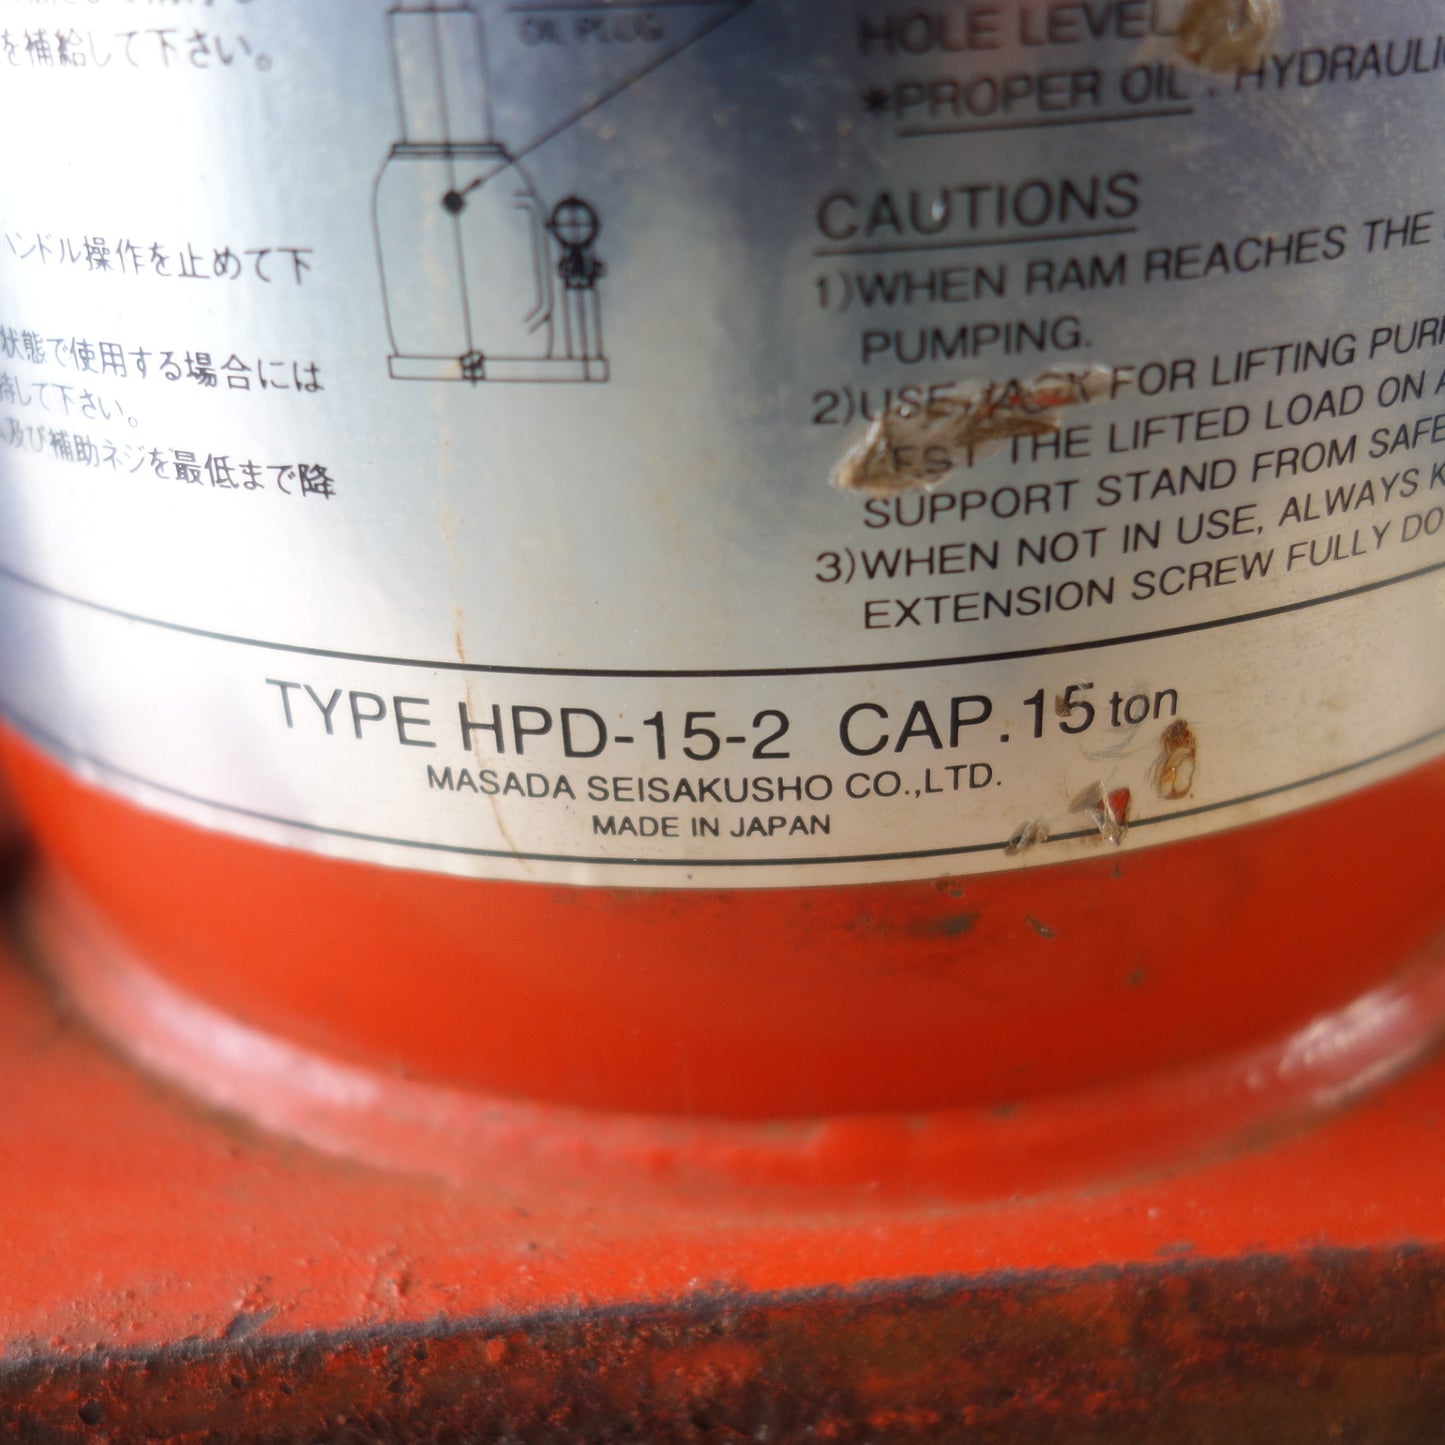 を補給して下さい。
ハンドル操作を止めて下
状態で使用する場合には
持して下さい。
及び補助ネジを最低まで降
OIL PLUG
HOLE LEVEL
*PROPER OIL : HYDRAULIC
CAUTIONS
1)WHEN RAM REACHES THE
PUMPING.
2)USE JACK FOR LIFTING
REST THE LIFTED LOAD ON
SUPPORT STAND FROM SAFE
3)WHEN NOT IN USE, ALWAYS
EXTENSION SCREW FULLY
TYPE HPD-15-2 CAP.15 ton
MASADA SEISAKUSHO CO.,LTD.
MADE IN JAPAN